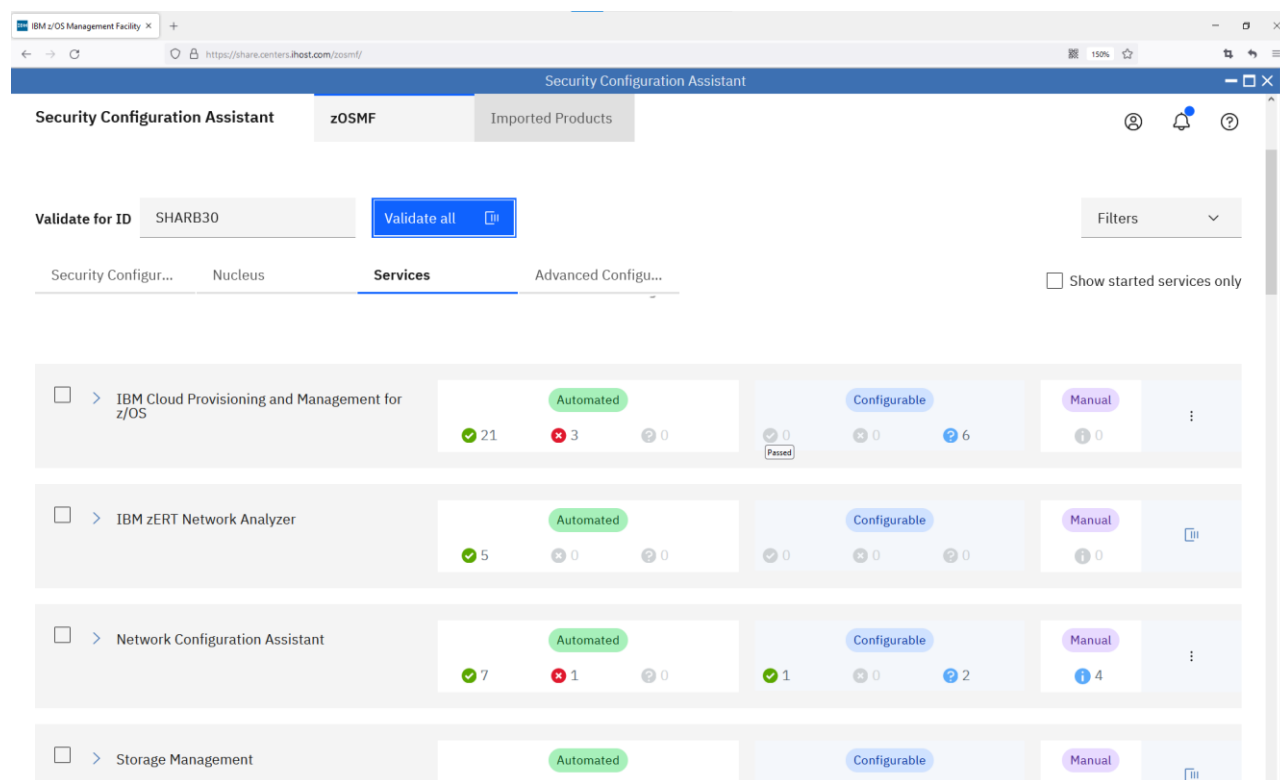 IBM z/OS Management Facility
https://share.centers.ihost.com/zosmf/
150%
Security Configuration Assistant
Security Configuration Assistant
zOSMF
Imported Products
Validate for ID
SHARB30
Validate all
Filters
Security Configur...
Nucleus
Services
Advanced Configu...
Show started services only
IBM Cloud Provisioning and Management for
z/OS
Automated
Configurable
Manual
21
3
0
0
0
6
0
Passed
IBM zERT Network Analyzer
Automated
Configurable
Manual
5
0
0
0
0
0
0
Network Configuration Assistant
Automated
Configurable
Manual
7
1
0
1
0
2
4
Storage Management
Automated
Configurable
Manual